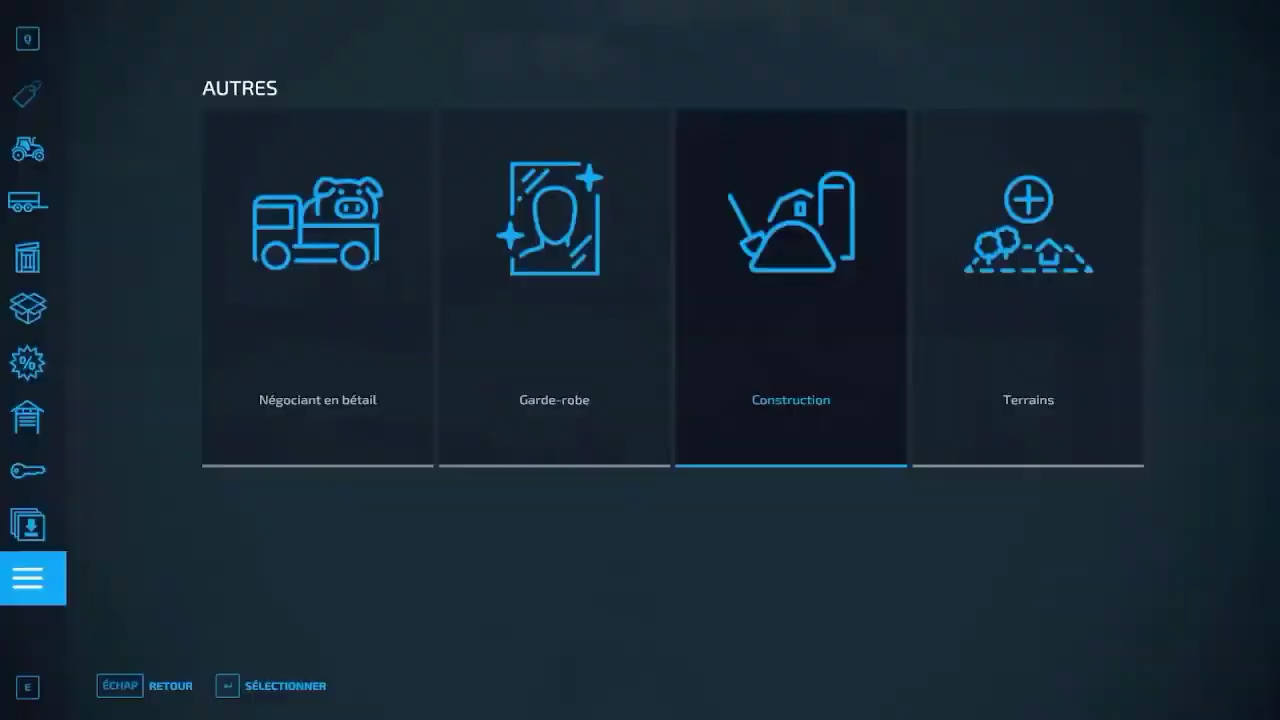 Q
AUTRES
%
Négociant en bétail
Garde-robe
Construction
Terrains
E
ÉCHAP RETOUR
SÉLECTIONNER